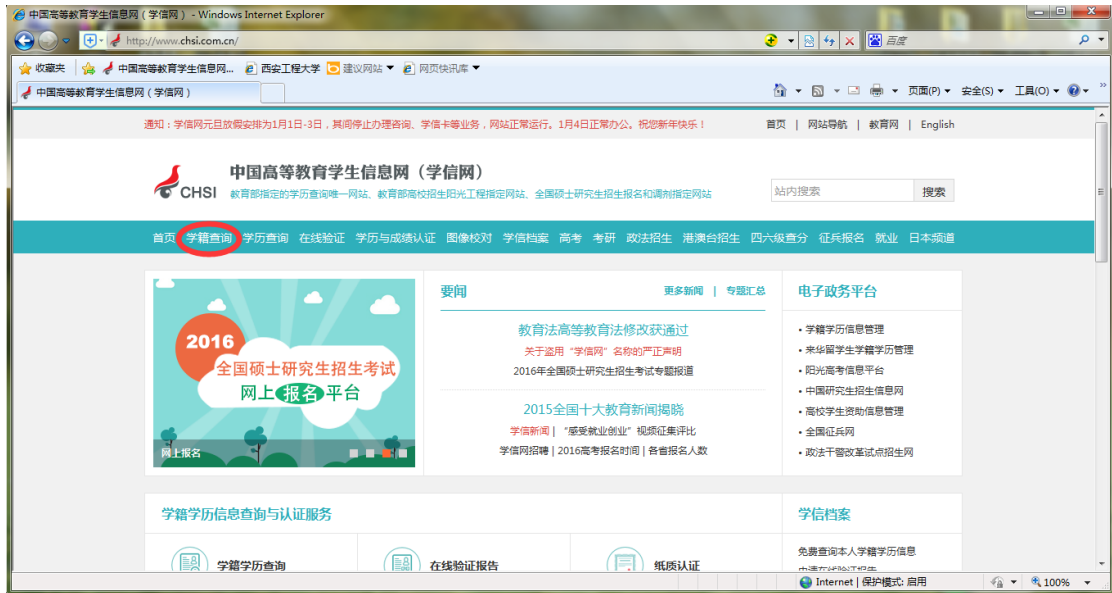 中国高等教育学生信息网（学信网） - Windows Internet Explorer
http://www.chsi.com.cn/
百度
收藏夹 中国高等教育学生信息网... 西安工程大学 建议网站 网页快讯库
中国高等教育学生信息网（学信网）
页面(P) 安全(S) 工具(O)
通知：学信网元旦放假安排为1月1日-3日，其间停止办理咨询、学信卡等业务，网站正常运行。1月4日正常办公。祝您新年快乐！
首页 | 网站导航 | 教育网 | English
CHSI
中国高等教育学生信息网（学信网）
教育部指定的学历查询唯一网站、教育部高校招生阳光工程指定网站、全国硕士研究生招生报名和调剂指定网站
站内搜索 搜索
首页 学籍查询 学历查询 在线验证 学历与成绩认证 图像校对 学信档案 高考 考研 政法招生 港澳台招生 四六级查分 征兵报名 就业 日本频道
2016
全国硕士研究生招生考试
网上报名平台
网上报名
要闻 更多新闻 | 专题汇总
教育法高等教育法修改获通过
关于盗用“学信网”名称的严正声明
2016年全国硕士研究生招生考试专题报道
2015全国十大教育新闻揭晓
学信新闻 | “感受就业创业”视频征集评比
学信网招聘 | 2016高考报名时间 | 各省报名人数
电子政务平台
• 学籍学历信息管理
• 来华留学生学籍学历管理
• 阳光高考信息平台
• 中国研究生招生信息网
• 高校学生资助信息管理
• 全国征兵网
• 政法干警改革试点招生网
学籍学历信息查询与认证服务
学籍学历查询
在线验证报告
纸质认证
学信档案
免费查询本人学籍学历信息
申请在线验证报告
Internet | 保护模式: 启用 100%